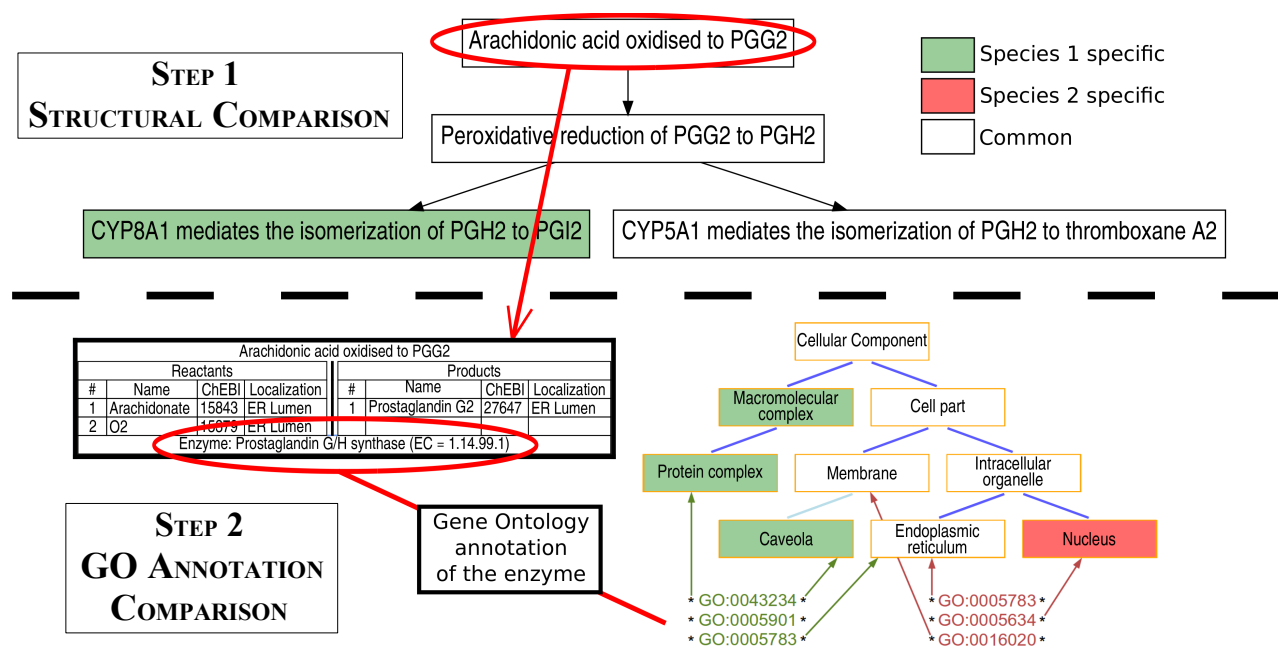 Arachidonic acid oxidised to PGG2
STEP 1
STRUCTURAL COMPARISON
Species 1 specific
Species 2 specific
Common
Peroxidative reduction of PGG2 to PGH2
CYP8A1 mediates the isomerization of PGH2 to PGI2
CYP5A1 mediates the isomerization of PGH2 to thromboxane A2
Arachidonic acid oxidised to PGG2
Reactants
Products
# Name ChEBI Localization
# Name ChEBI Localization
1 Arachidonate 15843 ER Lumen
1 Prostaglandin G2 27647 ER Lumen
2 O2 15379 ER Lumen
Enzyme: Prostaglandin G/H synthase (EC = 1.14.99.1)
STEP 2
GO ANNOTATION
COMPARISON
Gene Ontology
annotation
of the enzyme
Cellular Component
Macromolecular
complex
Cell part
Protein complex
Membrane
Intracellular
organelle
Caveola
Endoplasmic
reticulum
Nucleus
* GO:0043234 *
* GO:0005901 *
* GO:0005783 *
* GO:0005783 *
* GO:0005634 *
* GO:0016020 *